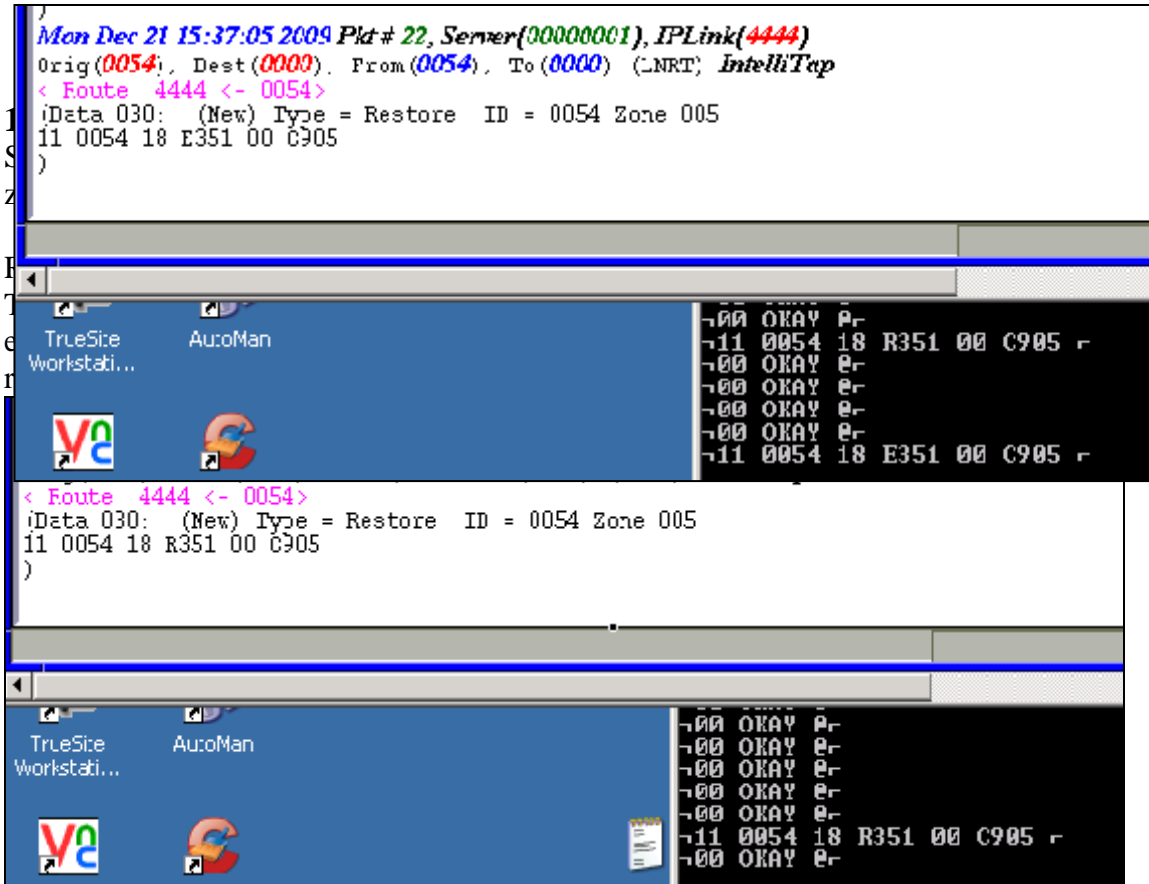 )
Mon Dec 21 15:37:05 2009 Pkt # 22, Server(00000001), IPLink(4444)
Orig(0054), Dest(0000), From(0054), To(0000) (LNRT) IntelliTap
< Route 4444 <- 0054>
(Data 030: (New) Type = Restore ID = 0054 Zone 005
11 0054 18 E351 00 C905
)
TrueSite
Workstati...
AutoMan
¬00 OKAY @⌐
¬11 0054 18 R351 00 C905 ⌐
¬00 OKAY @⌐
¬00 OKAY @⌐
¬00 OKAY @⌐
¬00 OKAY @⌐
¬11 0054 18 E351 00 C905 ⌐
< Route 4444 <- 0054>
(Data 030: (New) Type = Restore ID = 0054 Zone 005
11 0054 18 R351 00 C905
)
TrueSite
Workstati...
AutoMan
¬00 OKAY @⌐
¬00 OKAY @⌐
¬00 OKAY @⌐
¬00 OKAY @⌐
¬00 OKAY @⌐
¬11 0054 18 R351 00 C905 ⌐
¬00 OKAY @⌐